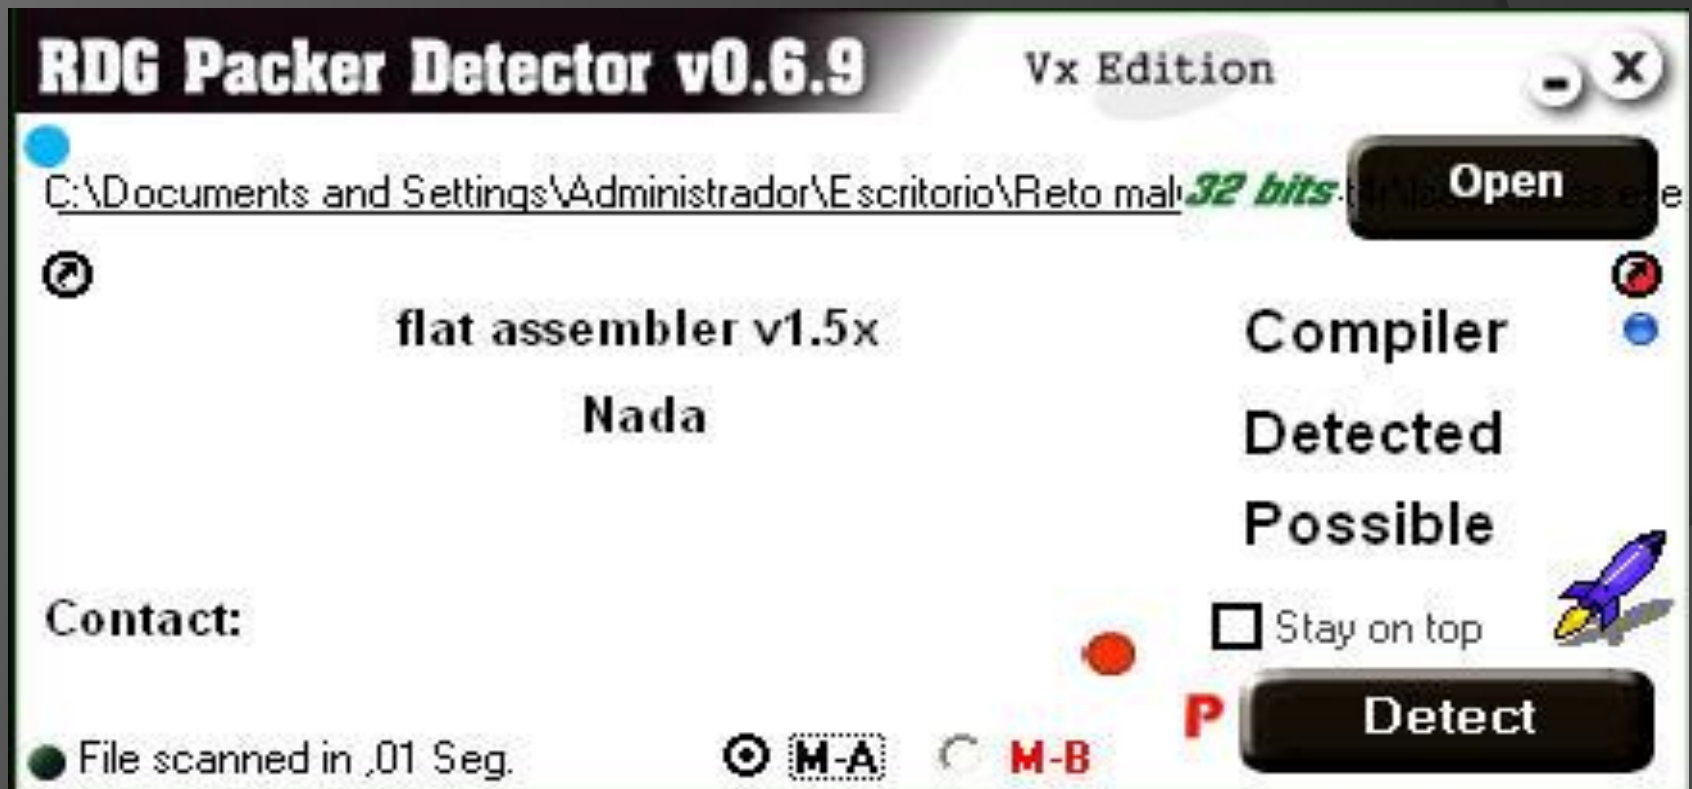 RDG Packer Detector v0.6.9
Vx Edition
C:\Documents and Settings\Administrador\Escritorio\Reto
32 bits
Open
flat assembler v1.5x
Compiler
Nada
Detected
Possible
Contact:
Stay on top
P
Detect
File scanned in ,01 Seg.
M-A
M-B